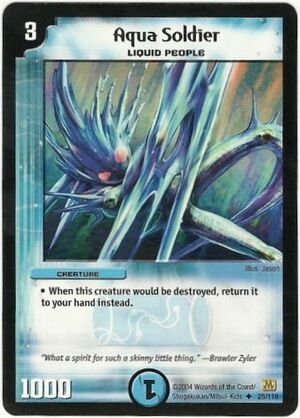 3
Aqua Soldier
LIQUID PEOPLE
Illus. Jason
CREATURE
▪ When this creature would be destroyed, return it
to your hand instead.
"What a spirit for such a skinny little thing." —Brawler Zyler
1000
©2004 Wizards of the Coast/
Shogakukan/Mitsui-Kids ◆ 25/110